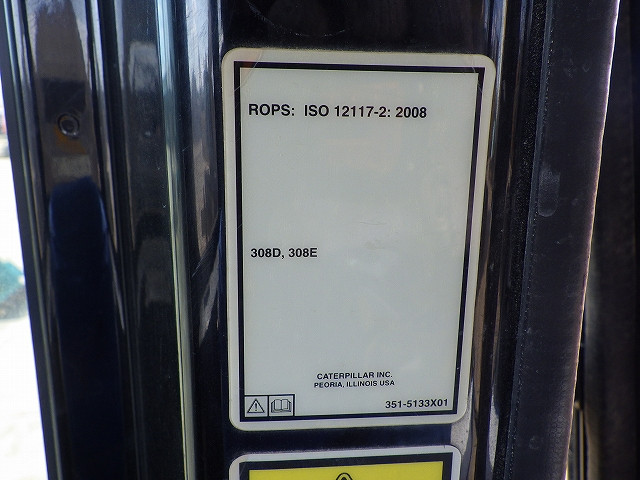 ROPS: ISO 12117-2: 2008
308D, 308E
CATERPILLAR INC.
PEORIA, ILLINOIS USA
351-5133X01